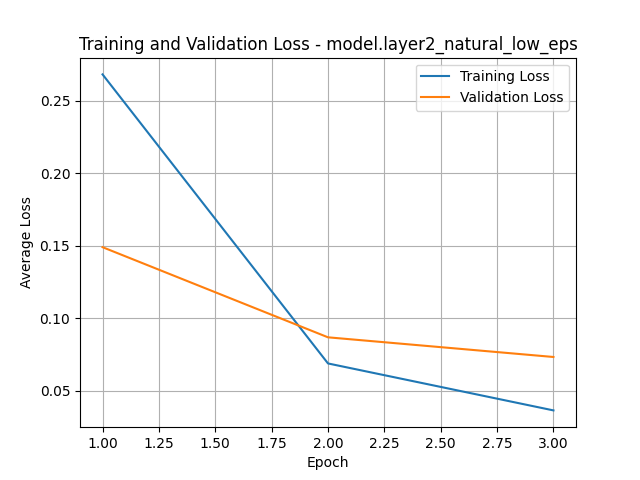 Training and Validation Loss - model.layer2_natural_low_eps
Training Loss
Validation Loss
0.25
0.20
0.15
0.10
0.05
Average Loss
1.00 1.25 1.50 1.75 2.00 2.25 2.50 2.75 3.00
Epoch